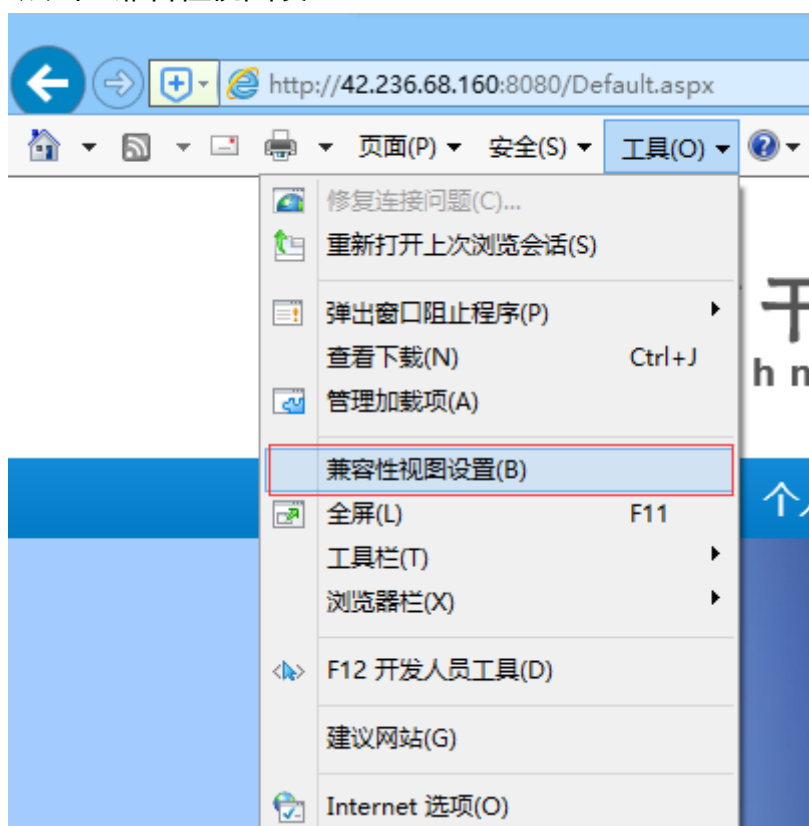 http://42.236.68.160:8080/Default.aspx
页面(P) 安全(S) 工具(O)
修复连接问题(C)...
重新打开上次浏览会话(S)
弹出窗口阻止程序(P)
查看下载(N) Ctrl+J
管理加载项(A)
兼容性视图设置(B)
全屏(L) F11
工具栏(T)
浏览器栏(X)
F12 开发人员工具(D)
建议网站(G)
Internet 选项(O)
干
h n
个